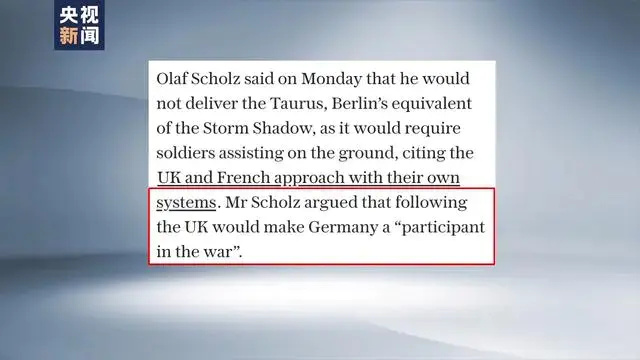 央视
新闻
Olaf Scholz said on Monday that he would
not deliver the Taurus, Berlin’s equivalent
of the Storm Shadow, as it would require
soldiers assisting on the ground, citing the
UK and French approach with their own
systems. Mr Scholz argued that following
the UK would make Germany a “participant
in the war”.